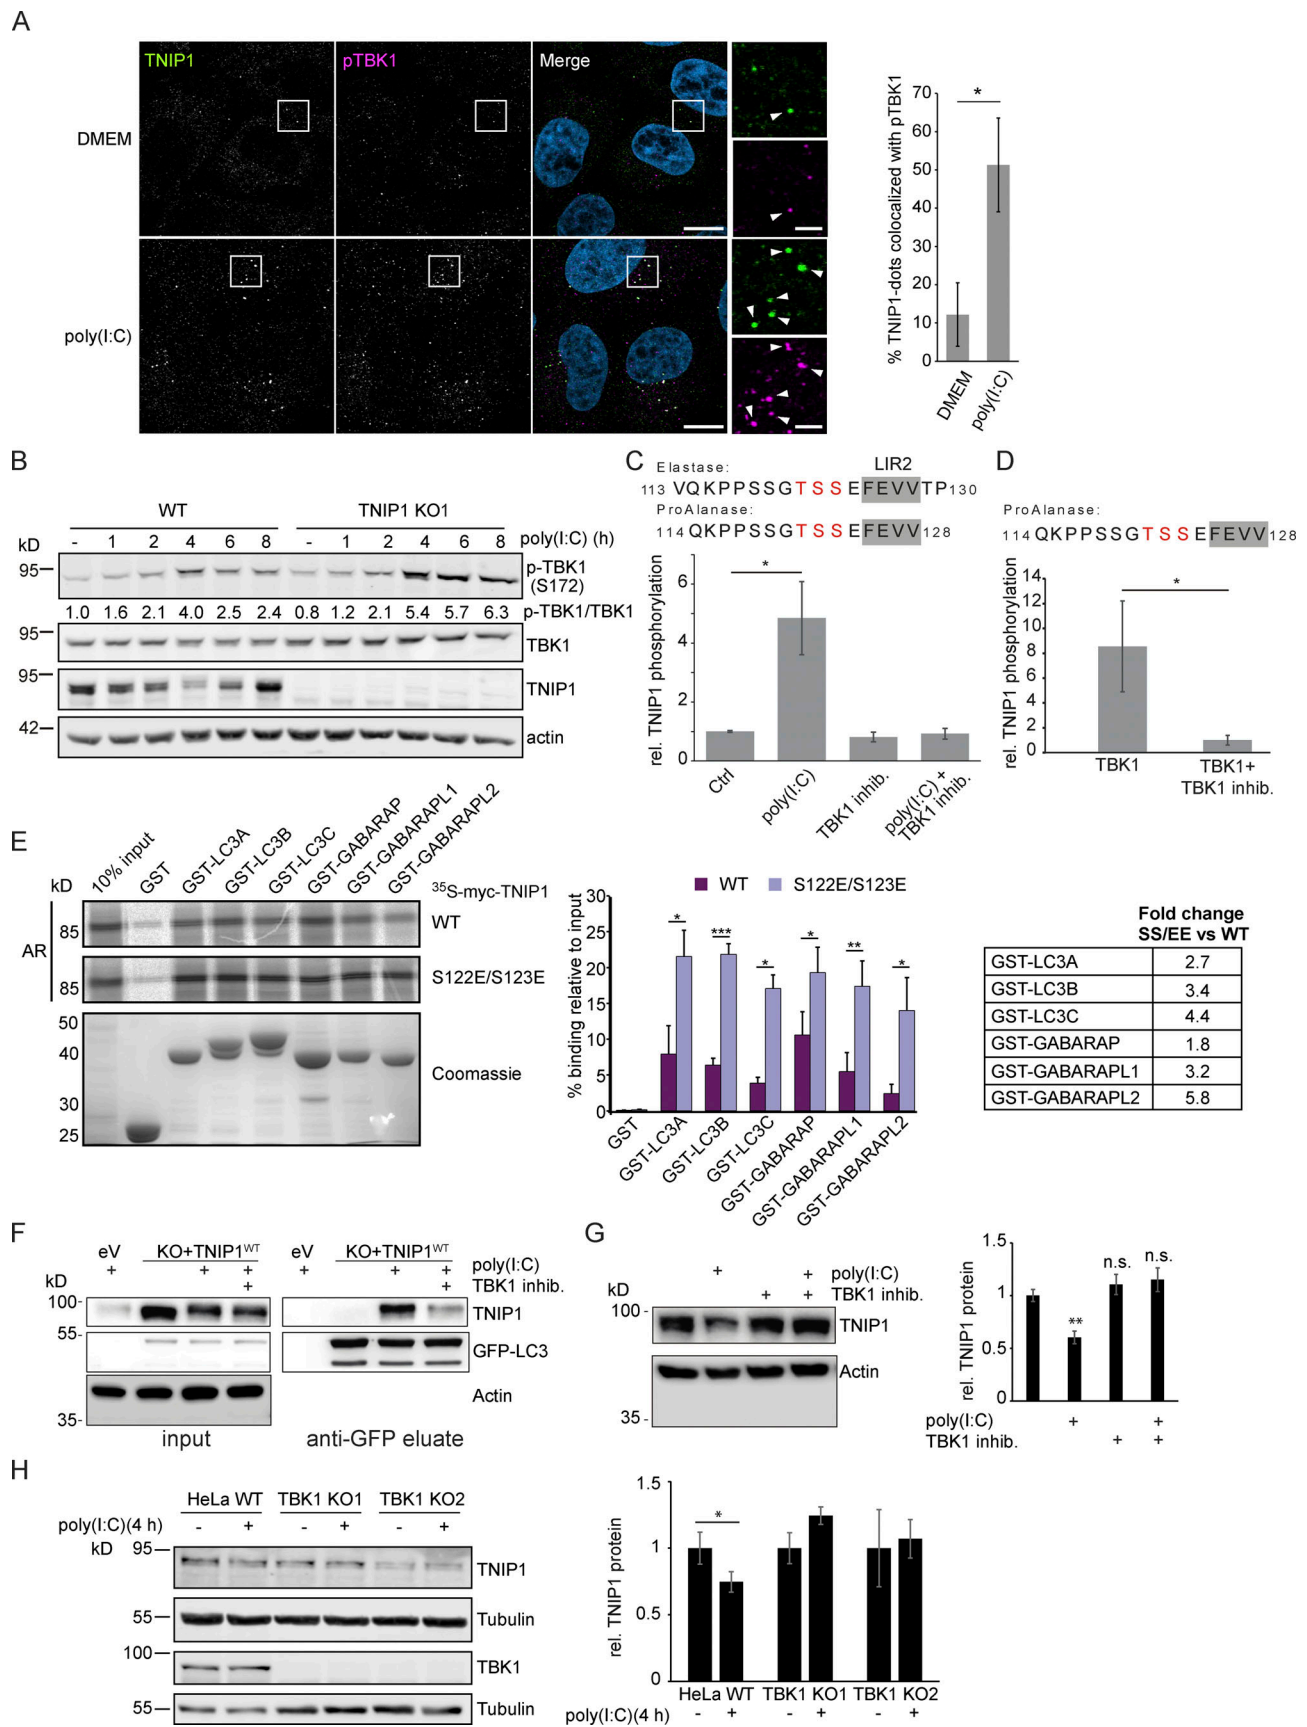 A
TNIP1 pTBK1 Merge
DMEM
poly(I:C)
% TNIP1-dots colocalized with pTBK1
70
60
50
40
30
20
10
0
*
DMEM
poly(I:C)
B
WT TNIP1 KO1
- 1 2 4 6 8 - 1 2 4 6 8 poly(I:C) (h)
kD
95 p-TBK1
(S172)
1.0 1.6 2.1 4.0 2.5 2.4 0.8 1.2 2.1 5.4 5.7 6.3 p-TBK1/TBK1
95 TBK1
95 TNIP1
42 actin
C
Elastase: LIR2
113 VQKPPSSGTSSEFEVVTP130
ProAlanase:
114QKPPSSGTSSEFEVV128
rel. TNIP1 phosphorylation
6
4
2
0
*
Ctrl
poly(I:C)
TBK1 inhib.
poly(I:C) +
TBK1 inhib.
D
ProAlanase:
114QKPPSSGTSSEFEVV128
rel. TNIP1 phosphorylation
14
12
10
8
6
4
2
0
*
TBK1 TBK1+
TBK1 inhib.
E
kD 10% input GST GST-LC3A GST-LC3B GST-LC3C GST-GABARAP GST-GABARAPL1 GST-GABARAPL2
35S-myc-TNIP1
AR
85 WT
85 S122E/S123E
50
40
30
25
Coomassie
WT S122E/S123E
% binding relative to input
30
25
20
15
10
5
0
* *** * * ** *
GST
GST-LC3A
GST-LC3B
GST-LC3C
GST-GABARAP
GST-GABARAPL1
GST-GABARAPL2
Fold change
SS/EE vs WT
GST-LC3A 2.7
GST-LC3B 3.4
GST-LC3C 4.4
GST-GABARAP 1.8
GST-GABARAPL1 3.2
GST-GABARAPL2 5.8
F
eV KO+TNIP1WT eV KO+TNIP1WT
+ + + + + + poly(I:C)
+ + TBK1 inhib.
kD
100- TNIP1
55- GFP-LC3
Actin
35-
input anti-GFP eluate
G
+ + poly(I:C)
+ + TBK1 inhib.
kD
100 - TNIP1
Actin
35 -
rel. TNIP1 protein
1.5
1
0.5
0
** n.s. n.s.
poly(I:C) + +
TBK1 inhib. + +
H
HeLa WT TBK1 KO1 TBK1 KO2
poly(I:C)(4 h) - + - + - +
kD
95 TNIP1
55 Tubulin
100 TBK1
55 Tubulin
rel. TNIP1 protein
1.5
1
0.5
0
*
HeLa WT TBK1 KO1 TBK1 KO2
poly(I:C)(4 h) - + - + - +